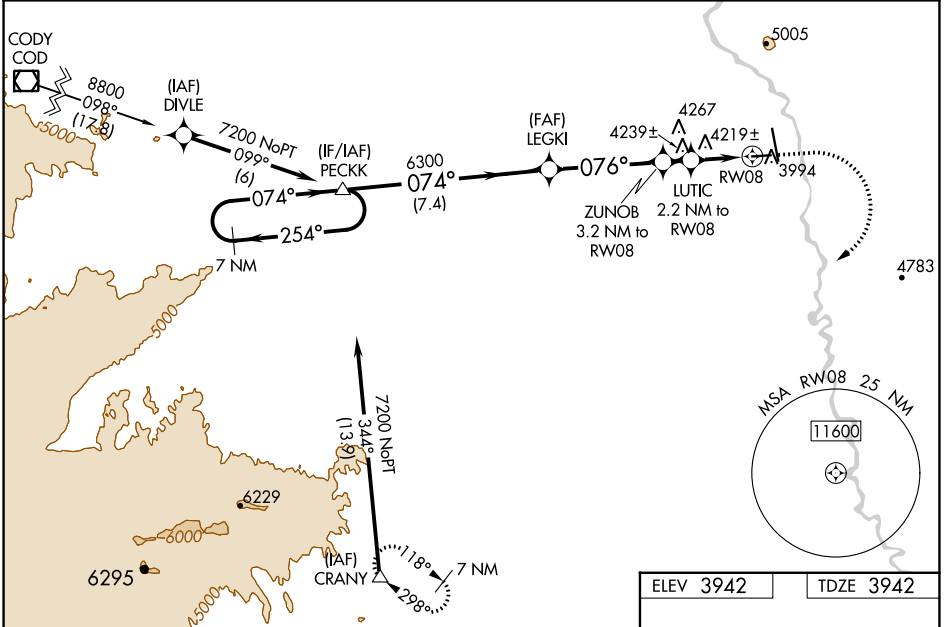 CODY
COD
8800
098°
(17.8)
5000
(IAF)
DIVLE
7200 NoPT
099°
(6)
(IF/IAF)
PECKK
6300
074°
(7.4)
074°
254°
7 NM
(FAF)
LEGKI
076°
4267
4239±
4219±
5005
RW08
3994
LUTIC
2.2 NM to
RW08
ZUNOB
3.2 NM to
RW08
4783
5000
7200 NoPT
344°
(13.9)
6229
6000
6295
5000
(IAF)
CRANY
118°
298°
7 NM
MSA RW08 25 NM
11600
ELEV 3942
TDZE 3942